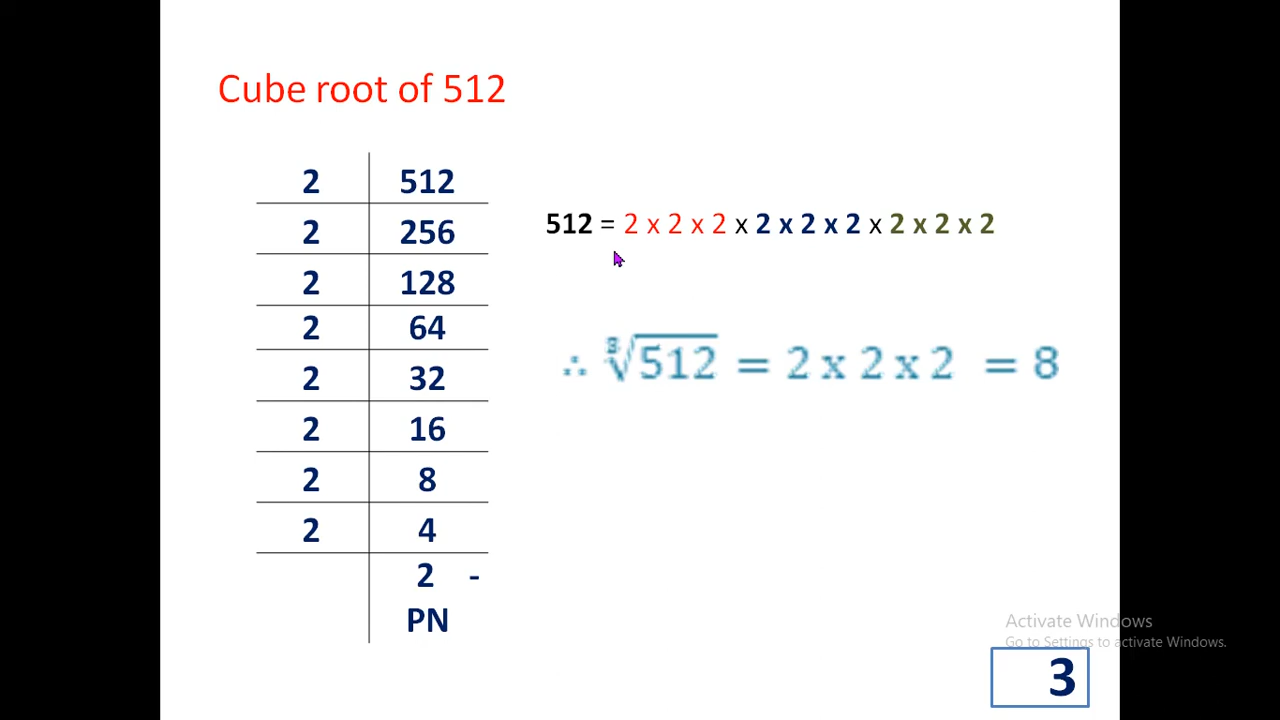 Cube root of 512
2 512
2 256
2 128
2 64
2 32
2 16
2 8
2 4
2 -
PN
512 = 2 x 2 x 2 x 2 x 2 x 2 x 2 x 2 x 2
∴ ∛512 = 2 x 2 x 2 = 8
Activate Windows
Go to Settings to activate Windows.
3